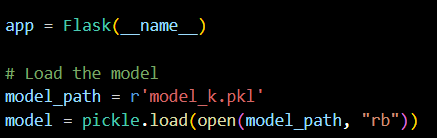 app = Flask(__name__)
# Load the model
model_path = r'model_k.pkl'
model = pickle.load(open(model_path, "rb"))